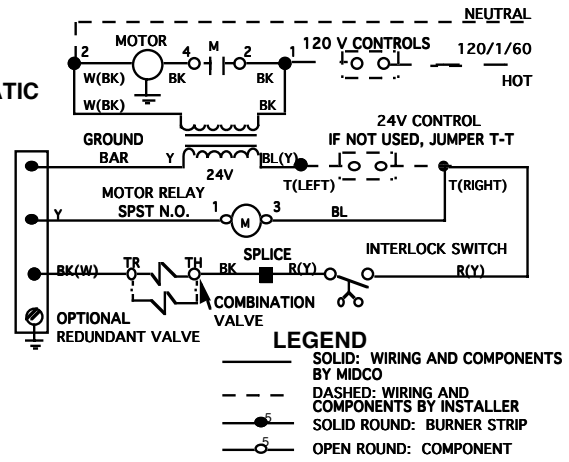 NEUTRAL
MOTOR
2
4
M
2
1
120 V CONTROLS
120/1/60
HOT
W(BK)
BK
BK
ATIC
W(BK)
BK
24V CONTROL
IF NOT USED, JUMPER T-T
GROUND
BAR
Y
BL(Y)
24V
T(LEFT)
T(RIGHT)
MOTOR RELAY
SPST N.O.
Y
1
M
3
BL
INTERLOCK SWITCH
SPLICE
BK(W)
TR
TH
BK
R(Y)
R(Y)
COMBINATION
VALVE
OPTIONAL
REDUNDANT VALVE
LEGEND
SOLID: WIRING AND COMPONENTS
BY MIDCO
DASHED: WIRING AND
COMPONENTS BY INSTALLER
5
SOLID ROUND: BURNER STRIP
5
OPEN ROUND: COMPONENT